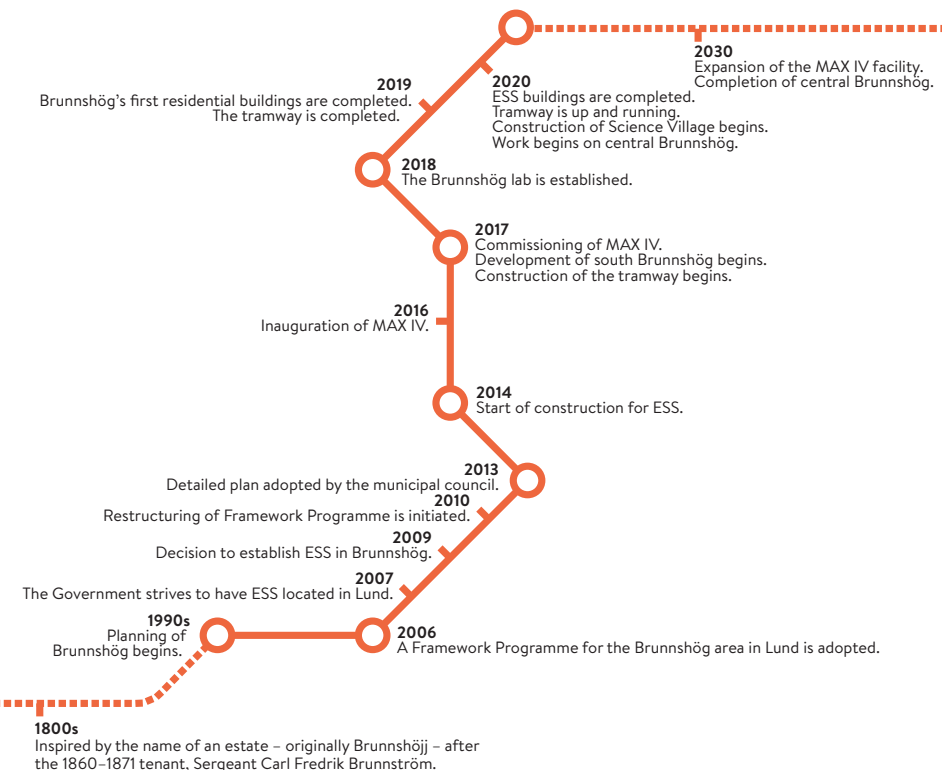 2030
Expansion of the MAX IV facility.
Completion of central Brunnshög.
2020
ESS buildings are completed.
Tramway is up and running.
Construction of Science Village begins.
Work begins on central Brunnshög.
2019
Brunnshög’s first residential buildings are completed.
The tramway is completed.
2018
The Brunnshög lab is established.
2017
Commissioning of MAX IV.
Development of south Brunnshög begins.
Construction of the tramway begins.
2016
Inauguration of MAX IV.
2014
Start of construction for ESS.
2013
Detailed plan adopted by the municipal council.
2010
Restructuring of Framework Programme is initiated.
2009
Decision to establish ESS in Brunnshög.
2007
The Government strives to have ESS located in Lund.
2006
A Framework Programme for the Brunnshög area in Lund is adopted.
1990s
Planning of
Brunnshög begins.
1800s
Inspired by the name of an estate – originally Brunnshöjj – after
the 1860–1871 tenant, Sergeant Carl Fredrik Brunnström.